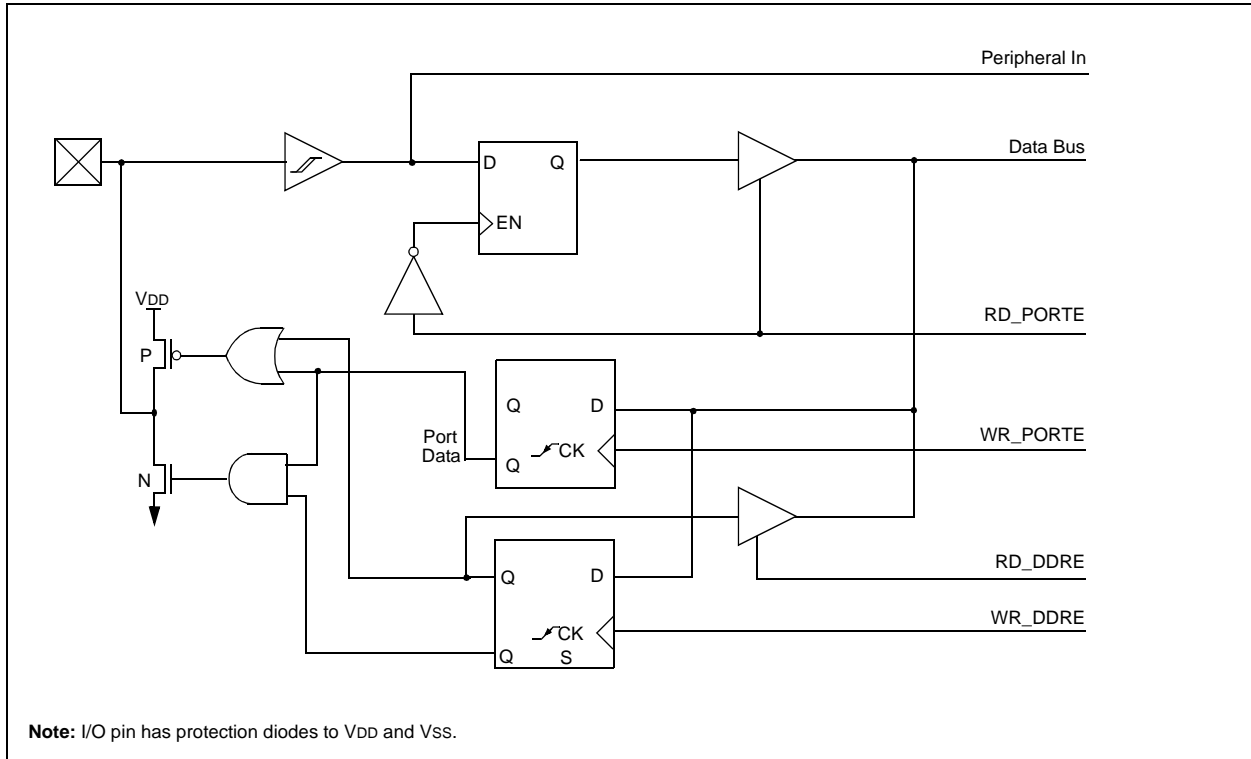 Peripheral In
Data Bus
D Q
EN
VDD
RD_PORTE
P
Q D
Port
Data
WR_PORTE
CK
Q
N
RD_DDRE
Q D
WR_DDRE
CK
Q S
Note: I/O pin has protection diodes to VDD and VSS.